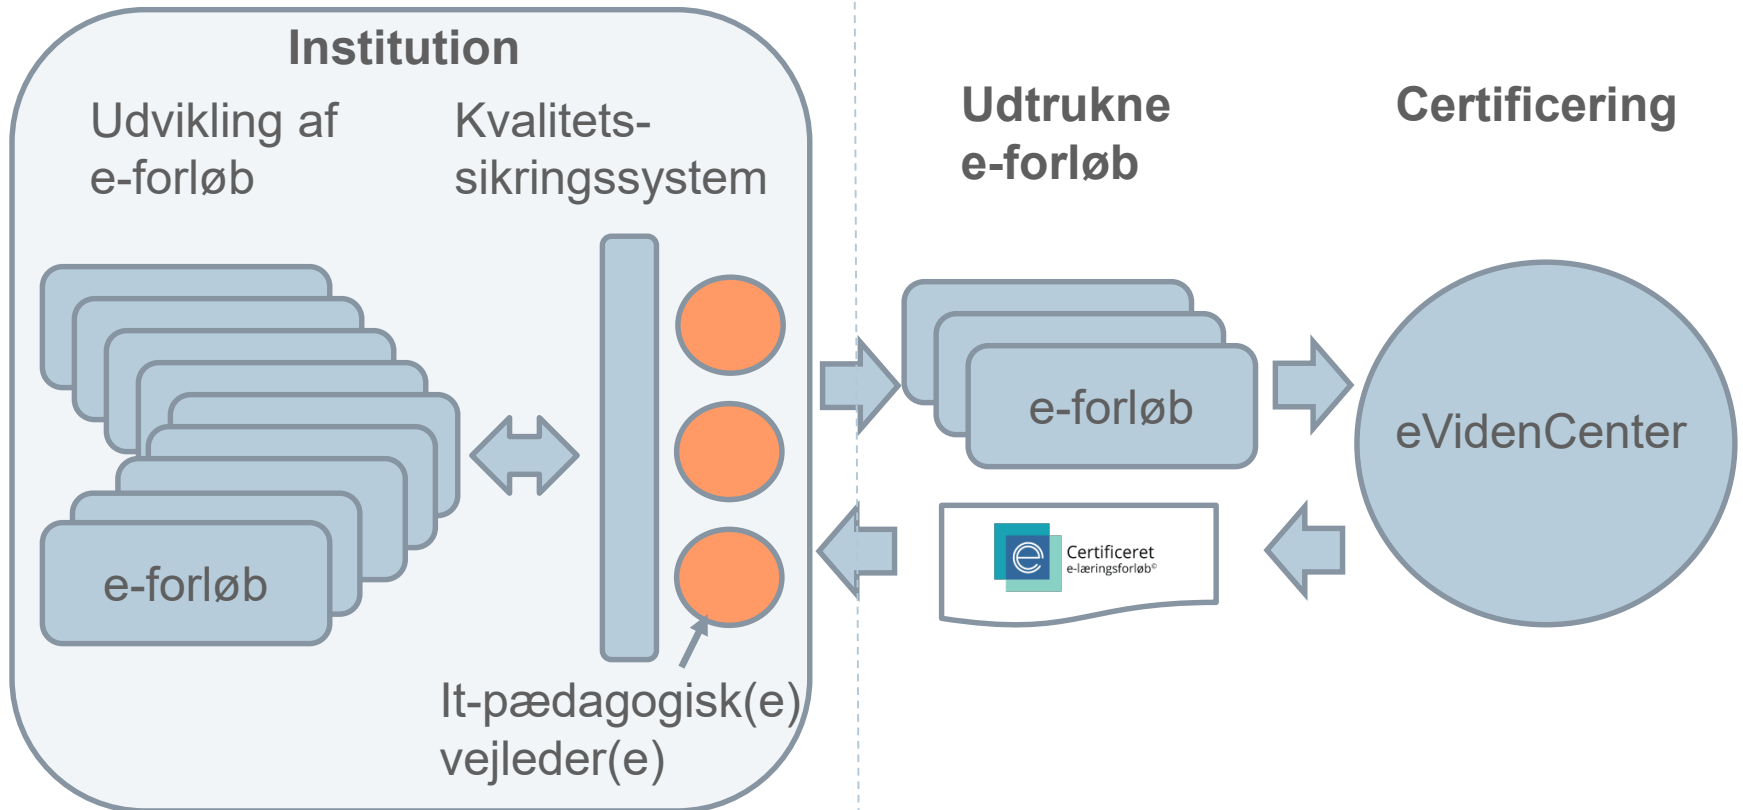 Institution
Udvikling af
e-forløb
Kvalitets-
sikringssystem
e-forløb
It-pædagogisk(e)
vejleder(e)
Udtrukne
e-forløb
e-forløb
Certificeret
e-læringsforløb©
Certificering
eVidenCenter